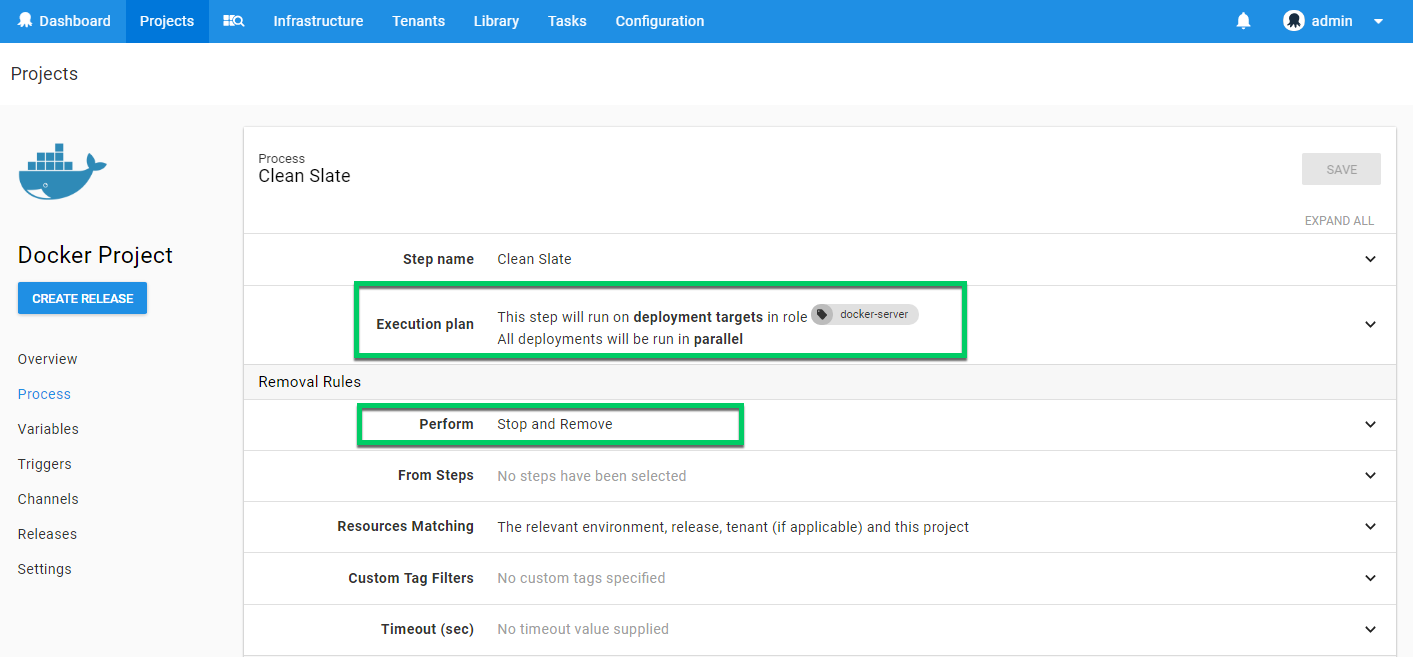 Dashboard Projects Infrastructure Tenants Library Tasks Configuration admin
Projects
Docker Project
CREATE RELEASE
Overview
Process
Variables
Triggers
Channels
Releases
Settings
Process
Clean Slate
SAVE
EXPAND ALL
Step name Clean Slate
Execution plan This step will run on deployment targets in role docker-server
All deployments will be run in parallel
Removal Rules
Perform Stop and Remove
From Steps No steps have been selected
Resources Matching The relevant environment, release, tenant (if applicable) and this project
Custom Tag Filters No custom tags specified
Timeout (sec) No timeout value supplied